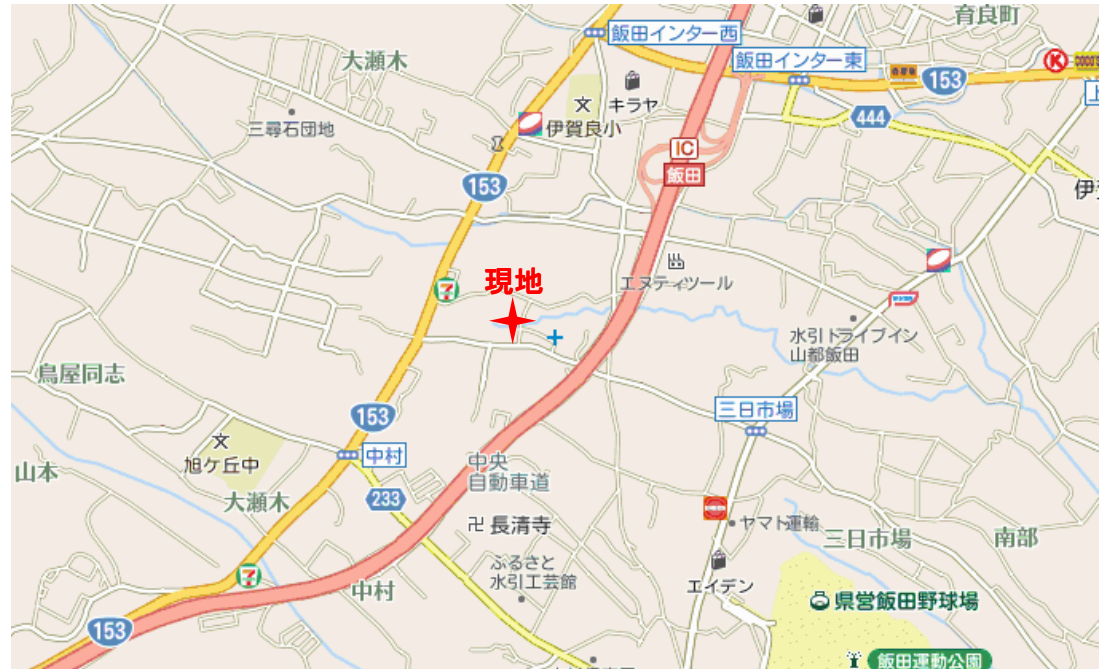 育良町
飯田インター西
大瀬木
飯田インター東
153
キラヤ
444
三尋石団地
伊賀良小
IC
飯田
153
エヌティツール
現地
7
水引ドライブイン
山都飯田
鳥屋同志
三日市場
153
旭ケ丘中
中村
中央
自動車道
山本
大瀬木
233
長清寺
ヤマト運輸
三日市場
南部
ふるさと
水引工芸館
7
中村
エイデン
県営飯田野球場
153
飯田運動公園